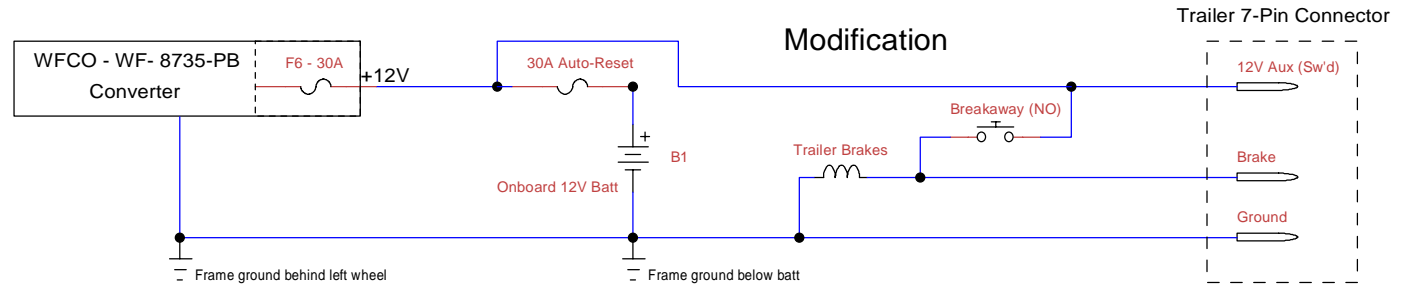 Trailer 7-Pin Connector
Modification
WFCO - WF- 8735-PB
Converter
F6 - 30A
+12V
30A Auto-Reset
12V Aux (Sw'd)
Breakaway (NO)
+
B1
Trailer Brakes
Brake
Onboard 12V Batt
Ground
Frame ground behind left wheel
Frame ground below batt